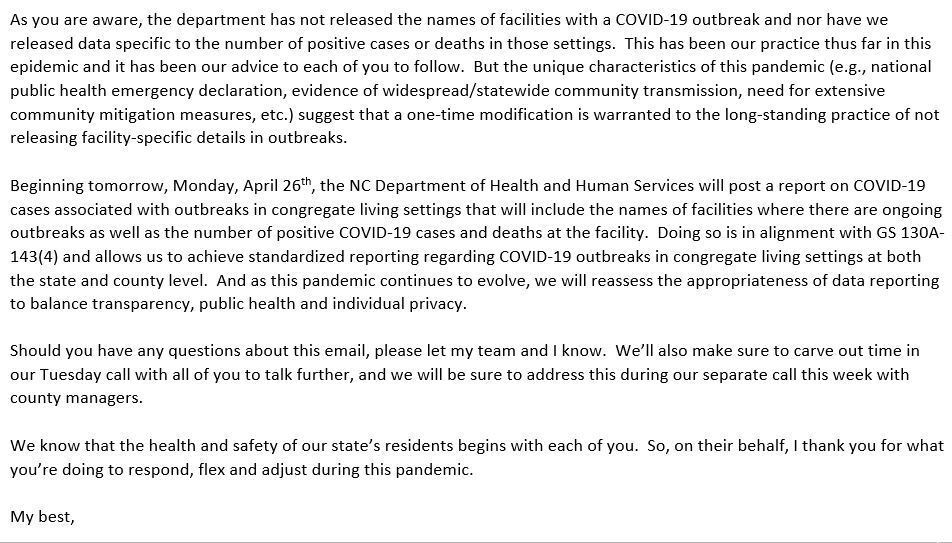 As you are aware, the department has not released the names of facilities with a COVID-19 outbreak and nor have we
released data specific to the number of positive cases or deaths in those settings.  This has been our practice thus far in this
epidemic and it has been our advice to each of you to follow.  But the unique characteristics of this pandemic (e.g., national
public health emergency declaration, evidence of widespread/statewide community transmission, need for extensive
community mitigation measures, etc.) suggest that a one-time modification is warranted to the long-standing practice of not
releasing facility-specific details in outbreaks.
Beginning tomorrow, Monday, April 26th, the NC Department of Health and Human Services will post a report on COVID-19
cases associated with outbreaks in congregate living settings that will include the names of facilities where there are ongoing
outbreaks as well as the number of positive COVID-19 cases and deaths at the facility.  Doing so is in alignment with GS 130A-
143(4) and allows us to achieve standardized reporting regarding COVID-19 outbreaks in congregate living settings at both
the state and county level.  And as this pandemic continues to evolve, we will reassess the appropriateness of data reporting
to balance transparency, public health and individual privacy.
Should you have any questions about this email, please let my team and I know.  We’ll also make sure to carve out time in
our Tuesday call with all of you to talk further, and we will be sure to address this during our separate call this week with
county managers.
We know that the health and safety of our state’s residents begins with each of you.  So, on their behalf, I thank you for what
you’re doing to respond, flex and adjust during this pandemic.
My best,